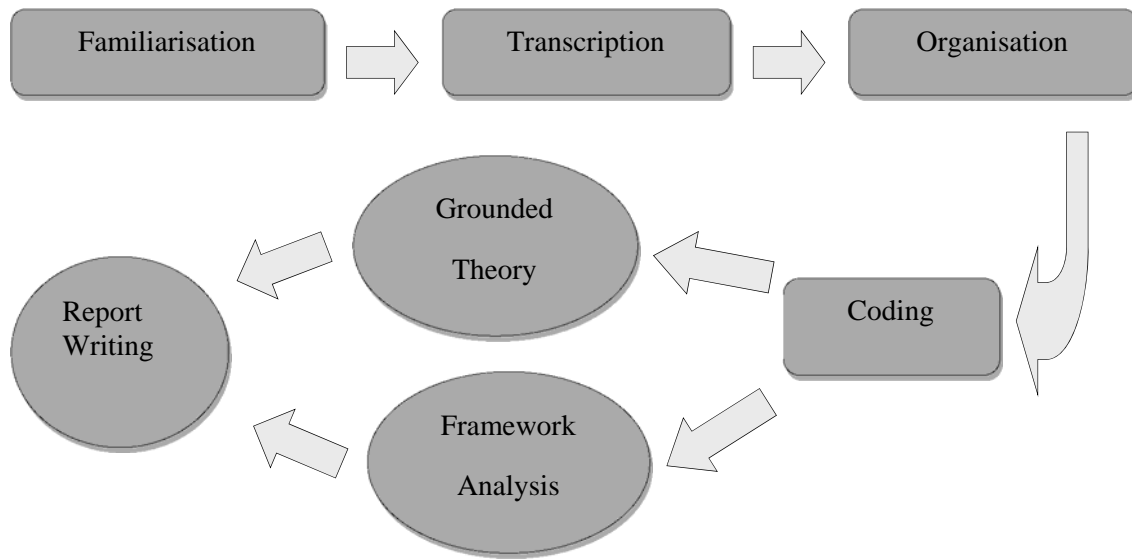 Familiarisation
Transcription
Organisation
Grounded
Theory
Coding
Report
Writing
Framework
Analysis